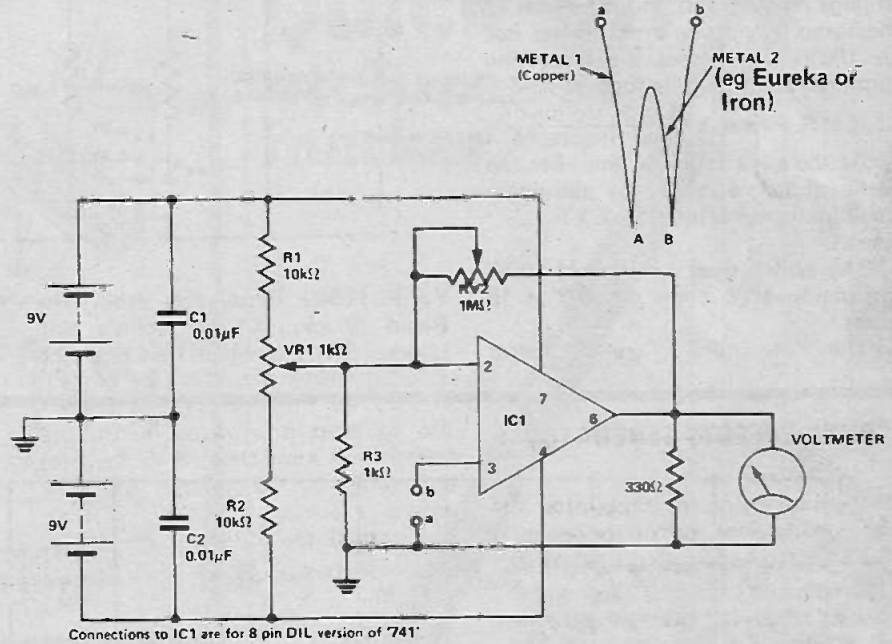 a
b
METAL 1
(Copper)
METAL 2
(eg Eureka or
Iron)
A
B
R1
10kΩ
RV2
1MΩ
9V
C1
0.01µF
VR1 1kΩ
2
7
IC1
6
VOLTMETER
3
4
R3
1kΩ
b
a
330Ω
R2
10kΩ
9V
C2
0.01µF
Connections to IC1 are for 8 pin DIL version of '741'